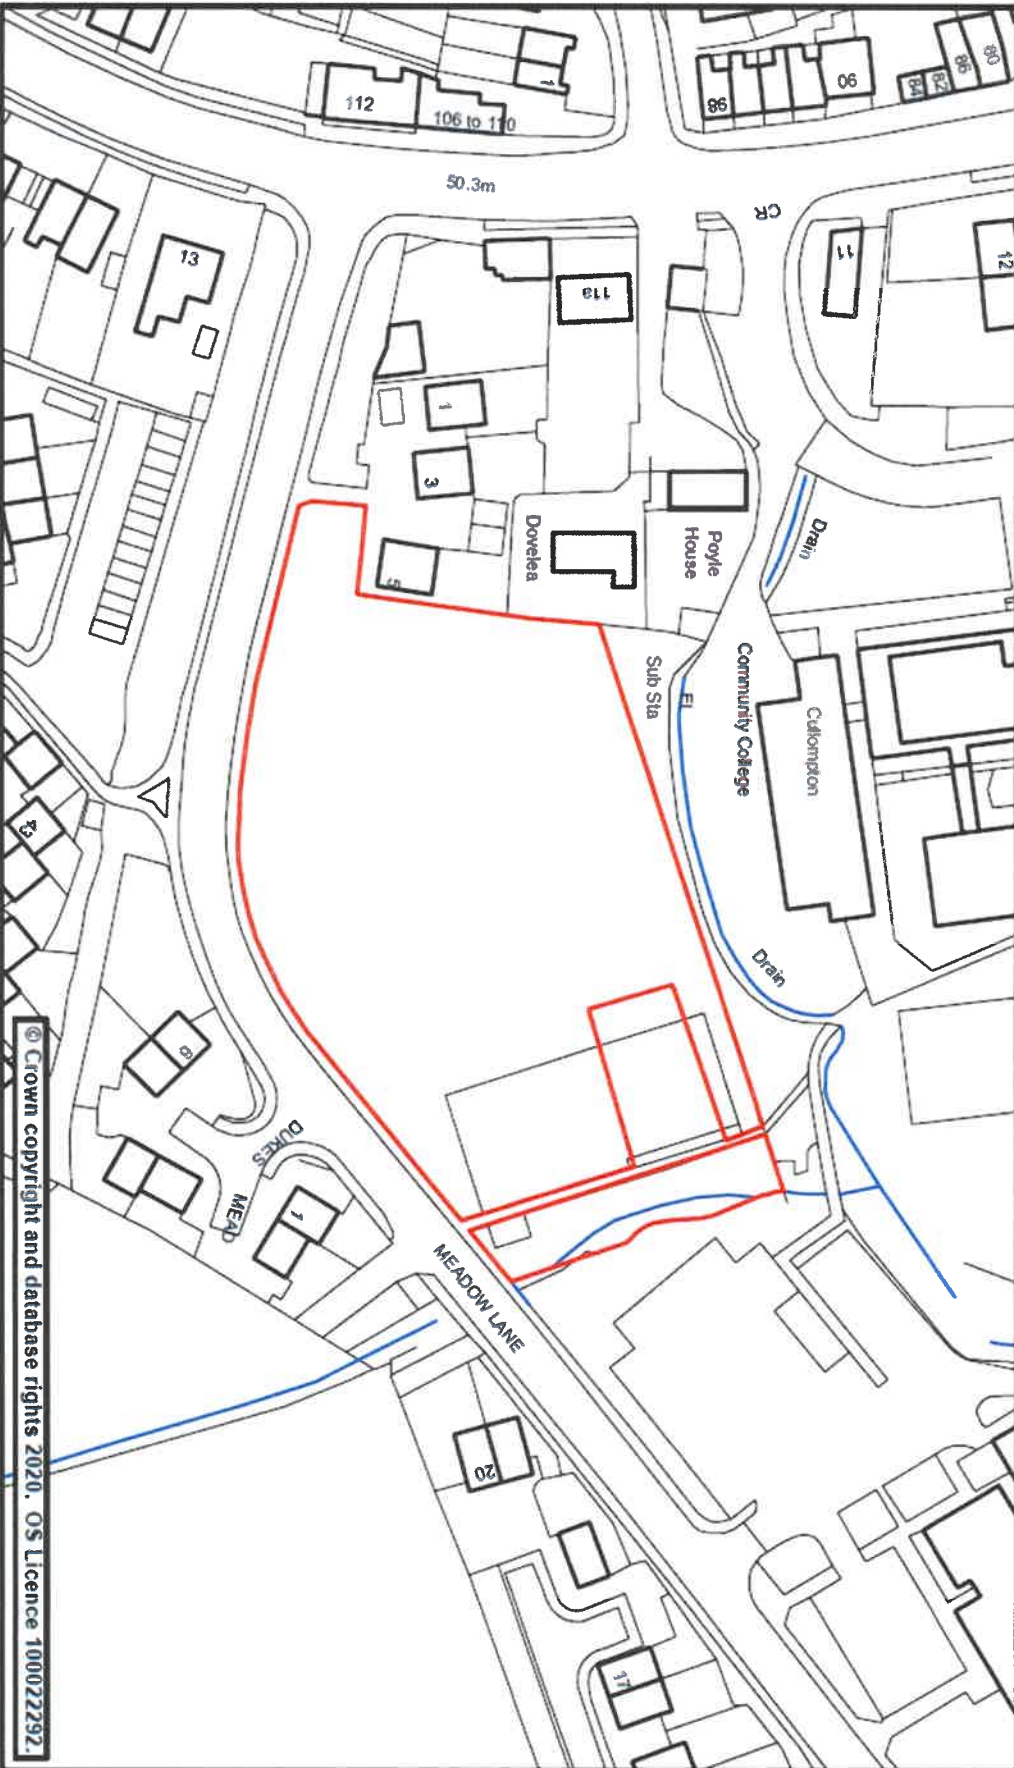 112
106 to 110
1
98
90
84
82
86
80
50.3m
CR
13
11a
11
12
1
3
5
Dovelea
Poyle
House
Drain
Community College
Cullompton
Sub Sta
El
Drain
8
DUKES
MEAD
1
MEADOW LANE
20
17
© Crown copyright and database rights 2020. OS Licence 100022292.